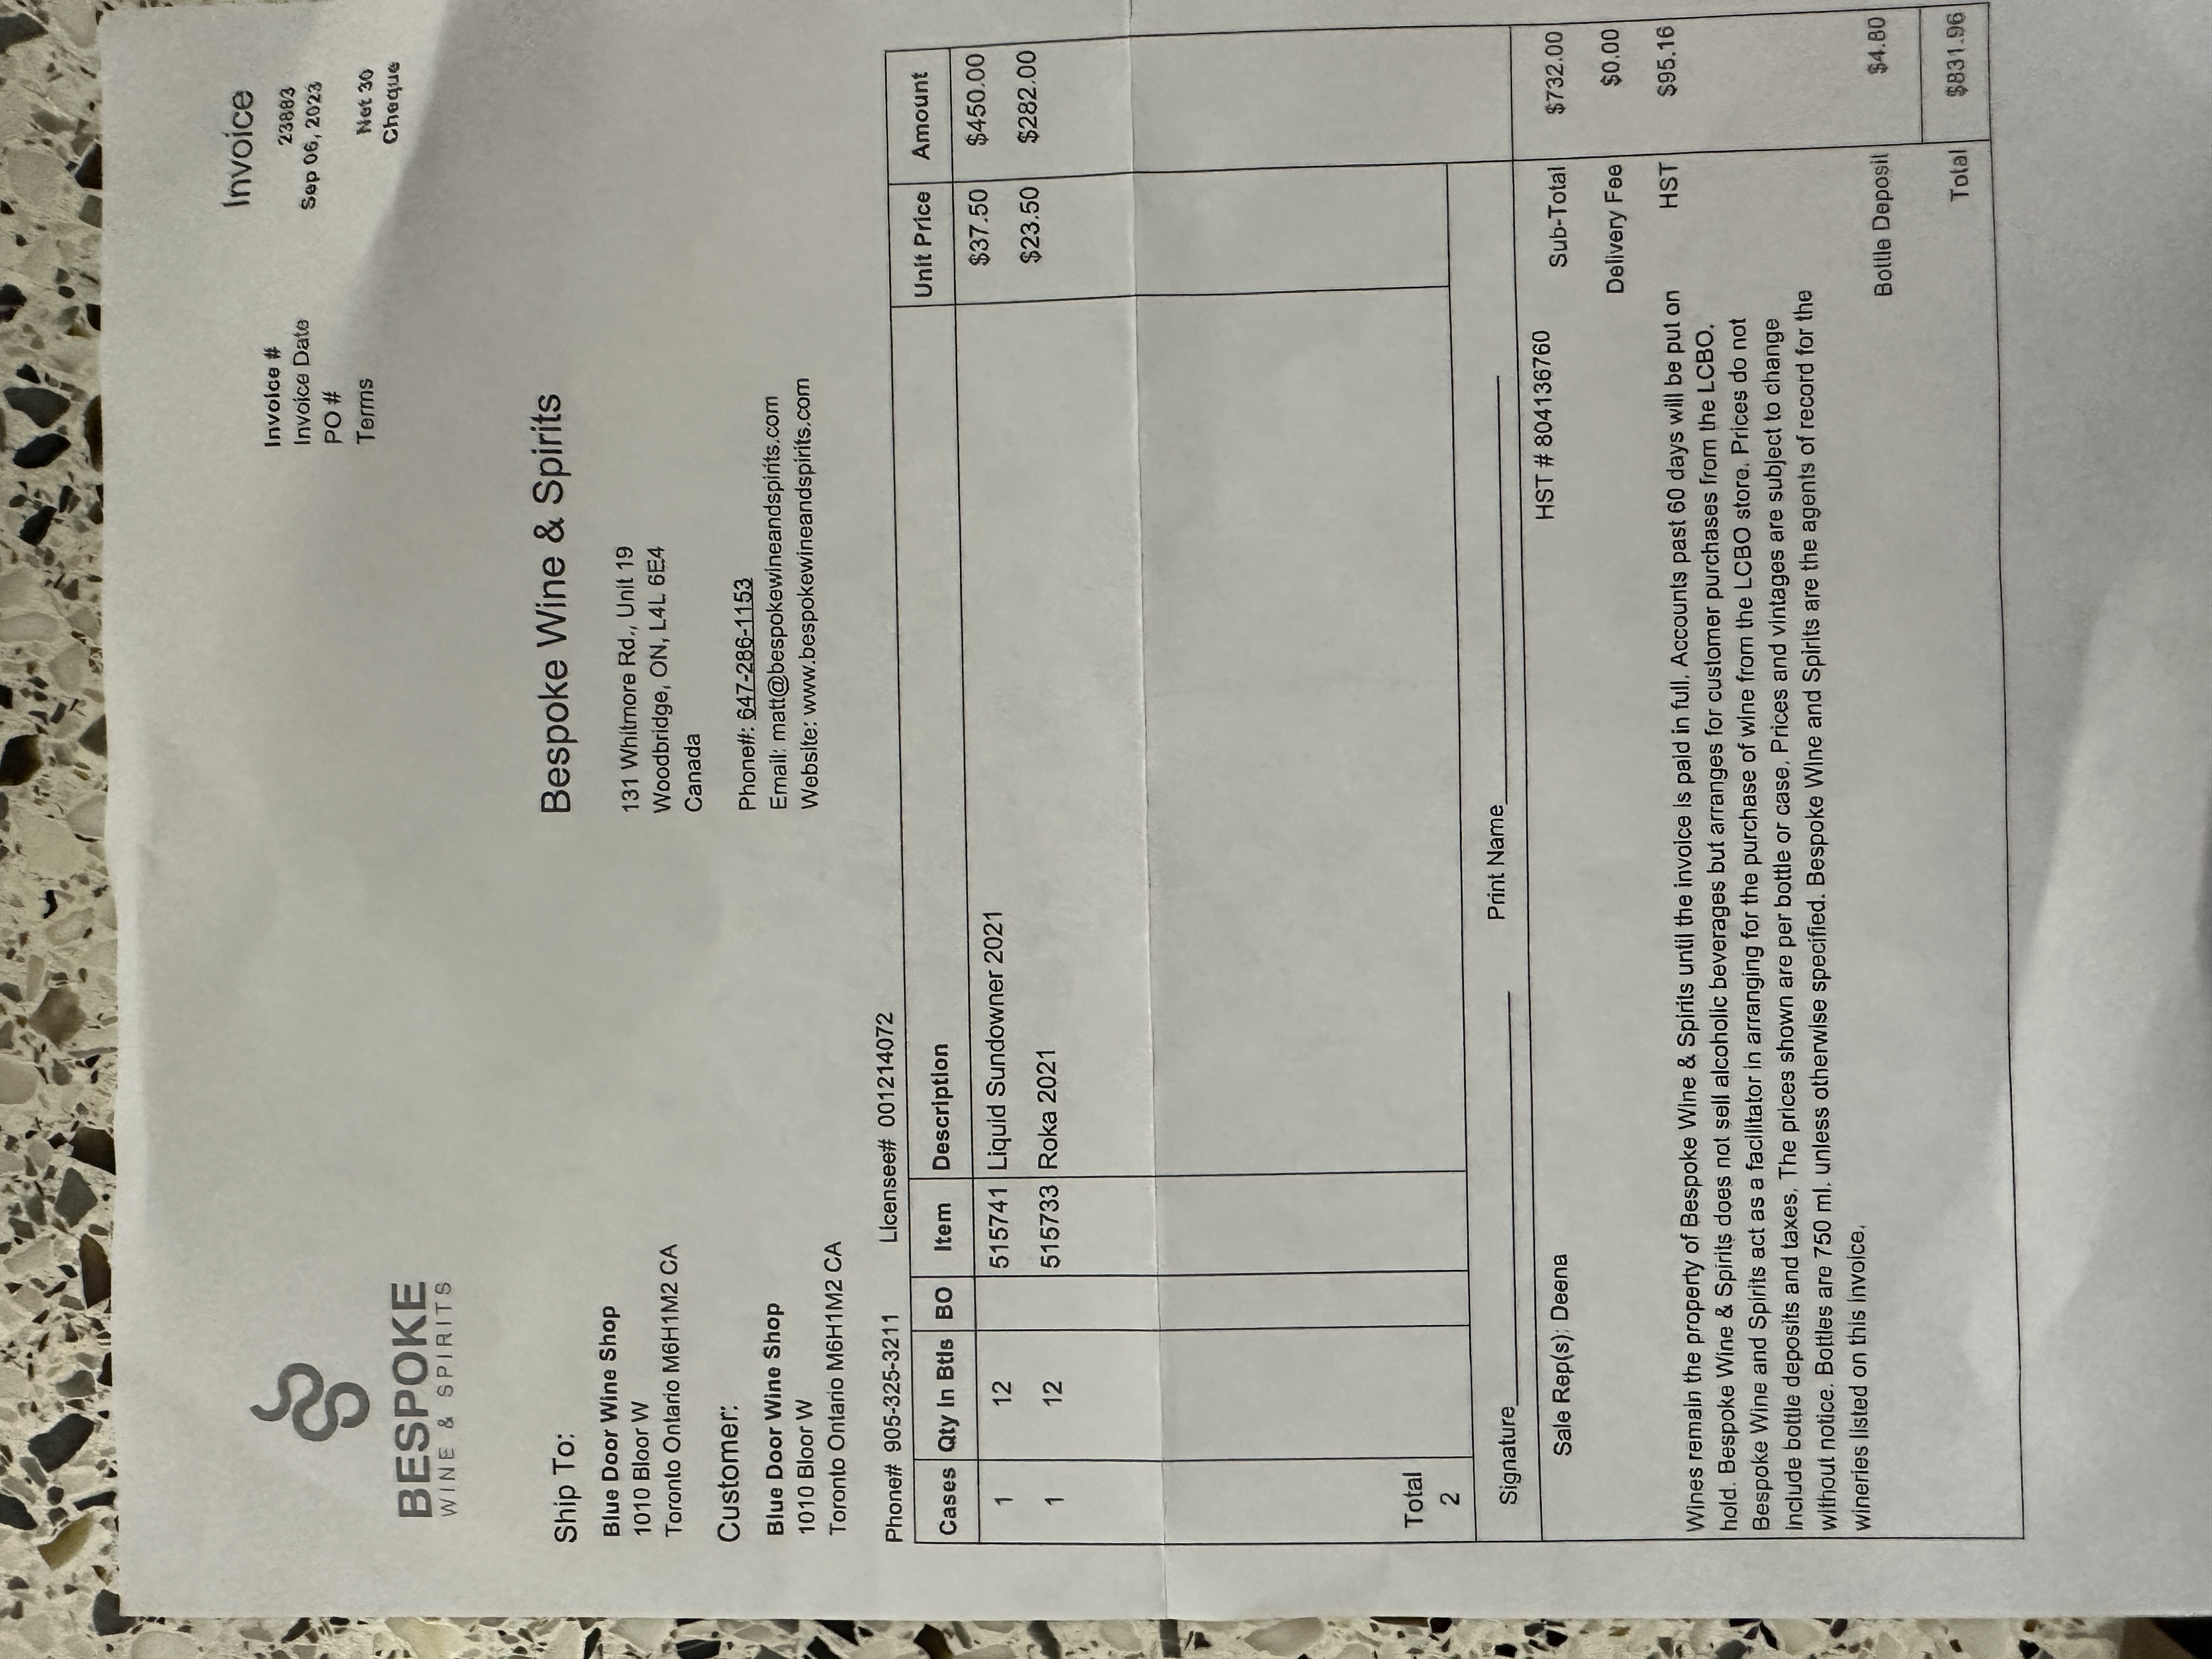 Invoice
Invoice # 23883
Invoice Date Sep 06, 2023
PO #
Terms Net 30
Cheque
BESPOKE
WINE & SPIRITS
Ship To:
Blue Door Wine Shop
1010 Bloor W
Toronto Ontario M6H1M2 CA
Customer:
Blue Door Wine Shop
1010 Bloor W
Toronto Ontario M6H1M2 CA
Phone# 905-325-3211 Licensee# 001214072
Bespoke Wine & Spirits
131 Whitmore Rd., Unit 19
Woodbridge, ON, L4L 6E4
Canada
Phone#: 647-286-1153
Email: matt@bespokewineandspirits.com
Website: www.bespokewineandspirits.com
Cases Qty In Btls BO Item Description Unit Price Amount
1 12 515741 Liquid Sundowner 2021 $37.50 $450.00
1 12 515733 Roka 2021 $23.50 $282.00
Total
2
Signature Print Name
Sale Rep(s): Deena HST # 804136760 Sub-Total $732.00
Delivery Fee $0.00
HST $95.16
Wines remain the property of Bespoke Wine & Spirits until the invoice is paid in full. Accounts past 60 days will be put on
hold. Bespoke Wine & Spirits does not sell alcoholic beverages but arranges for customer purchases from the LCBO.
Bespoke Wine and Spirits act as a facilitator in arranging for the purchase of wine from the LCBO store. Prices do not
include bottle deposits and taxes. The prices shown are per bottle or case. Prices and vintages are subject to change
without notice. Bottles are 750 ml. unless otherwise specified. Bespoke Wine and Spirits are the agents of record for the
wineries listed on this invoice.
Bottle Deposit $4.80
Total $831.96